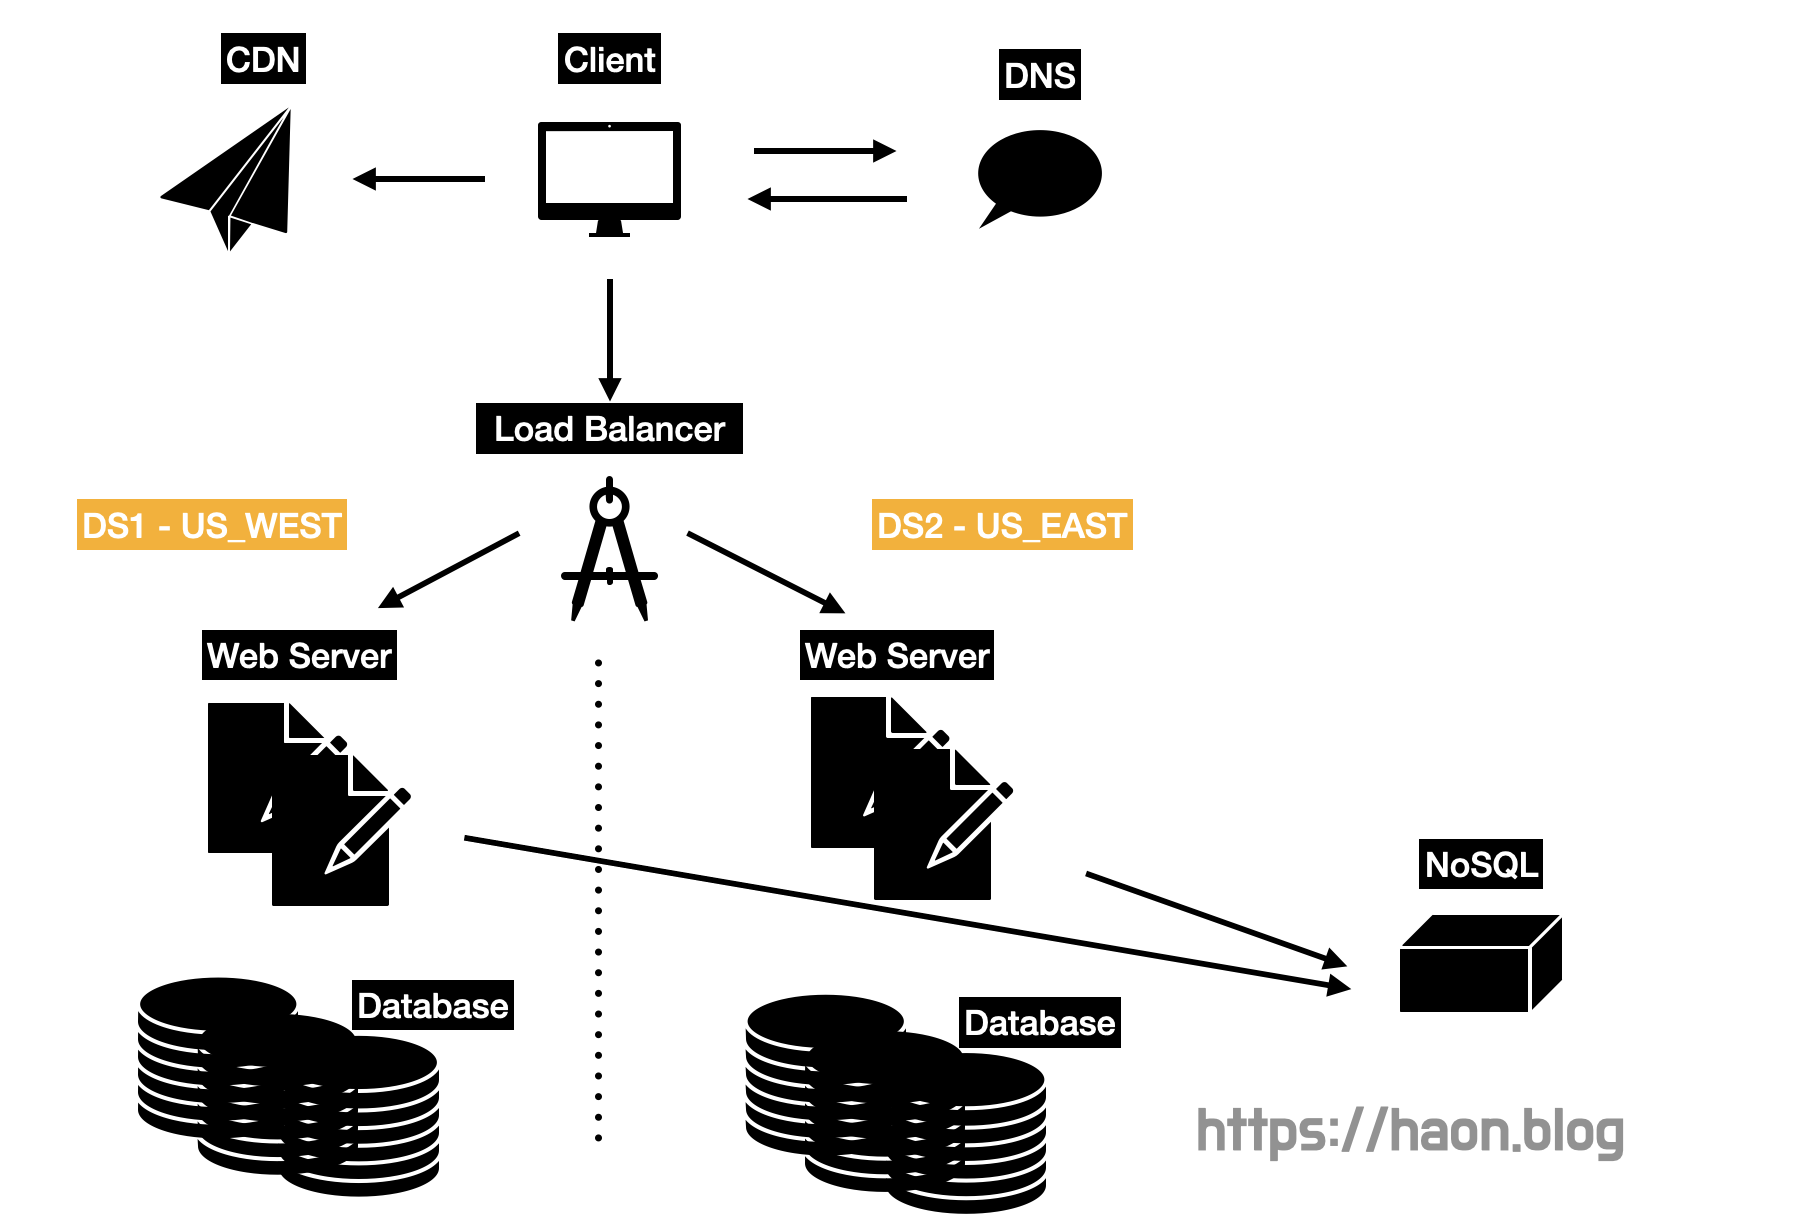 CDN
Client
DNS
Load Balancer
DS1 - US_WEST
DS2 - US_EAST
Web Server
Web Server
NoSQL
Database
Database
https://haon.blog